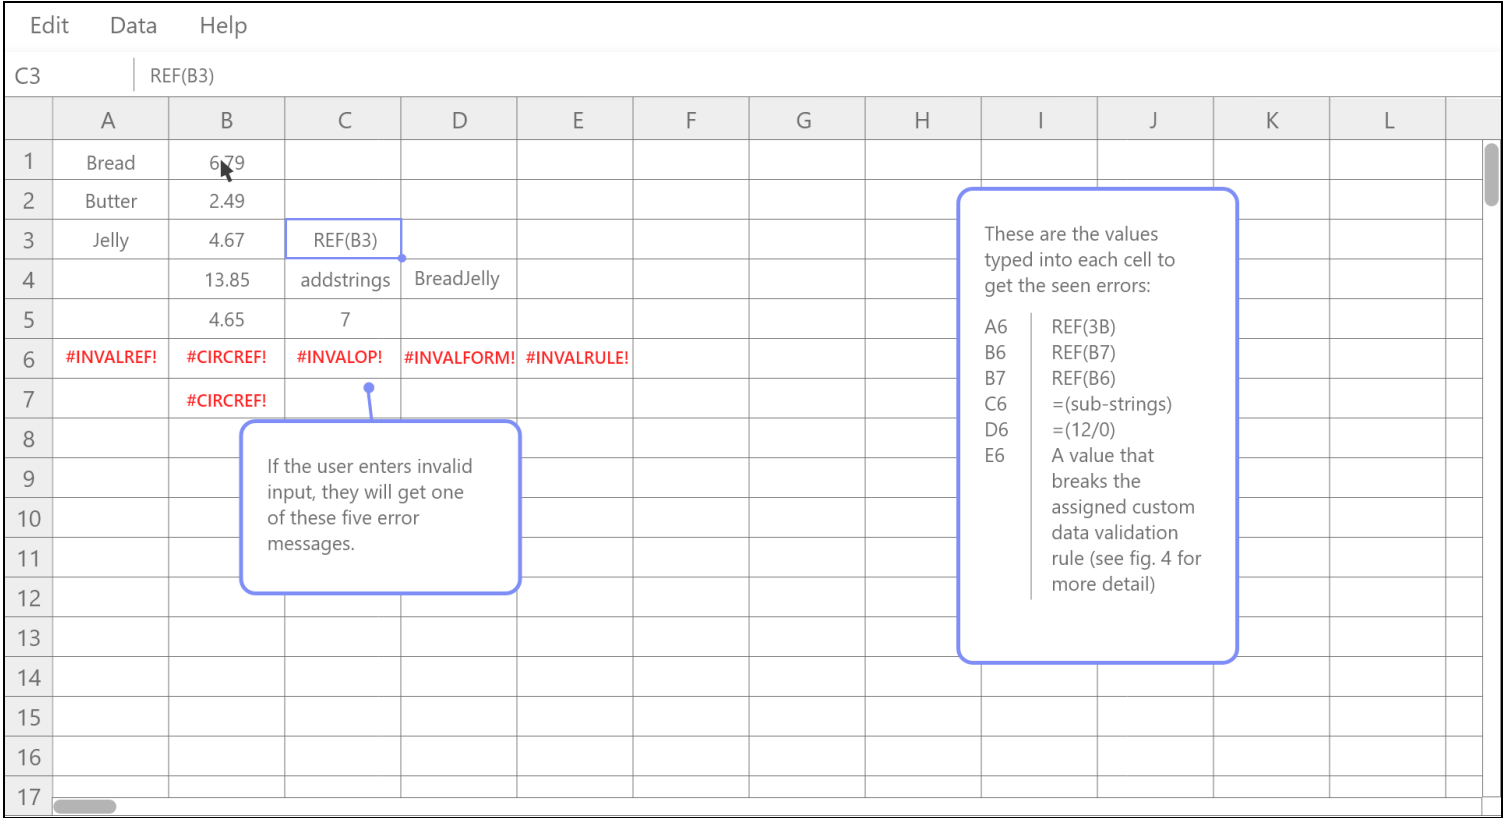 Edit Data Help
C3 REF(B3)
A B C D E F G H I J K L
1 Bread 6.79
2 Butter 2.49
3 Jelly 4.67 REF(B3)
4 13.85 addstrings BreadJelly
5 4.65 7
6 #INVALREF! #CIRCREF! #INVALOP! #INVALFORM! #INVALRULE!
7 #CIRCREF!
8
9
10
11
12
13
14
15
16
17
If the user enters invalid
input, they will get one
of these five error
messages.
These are the values
typed into each cell to
get the seen errors:
A6 REF(3B)
B6 REF(B7)
B7 REF(B6)
C6 =(sub-strings)
D6 =(12/0)
E6 A value that
breaks the
assigned custom
data validation
rule (see fig. 4 for
more detail)